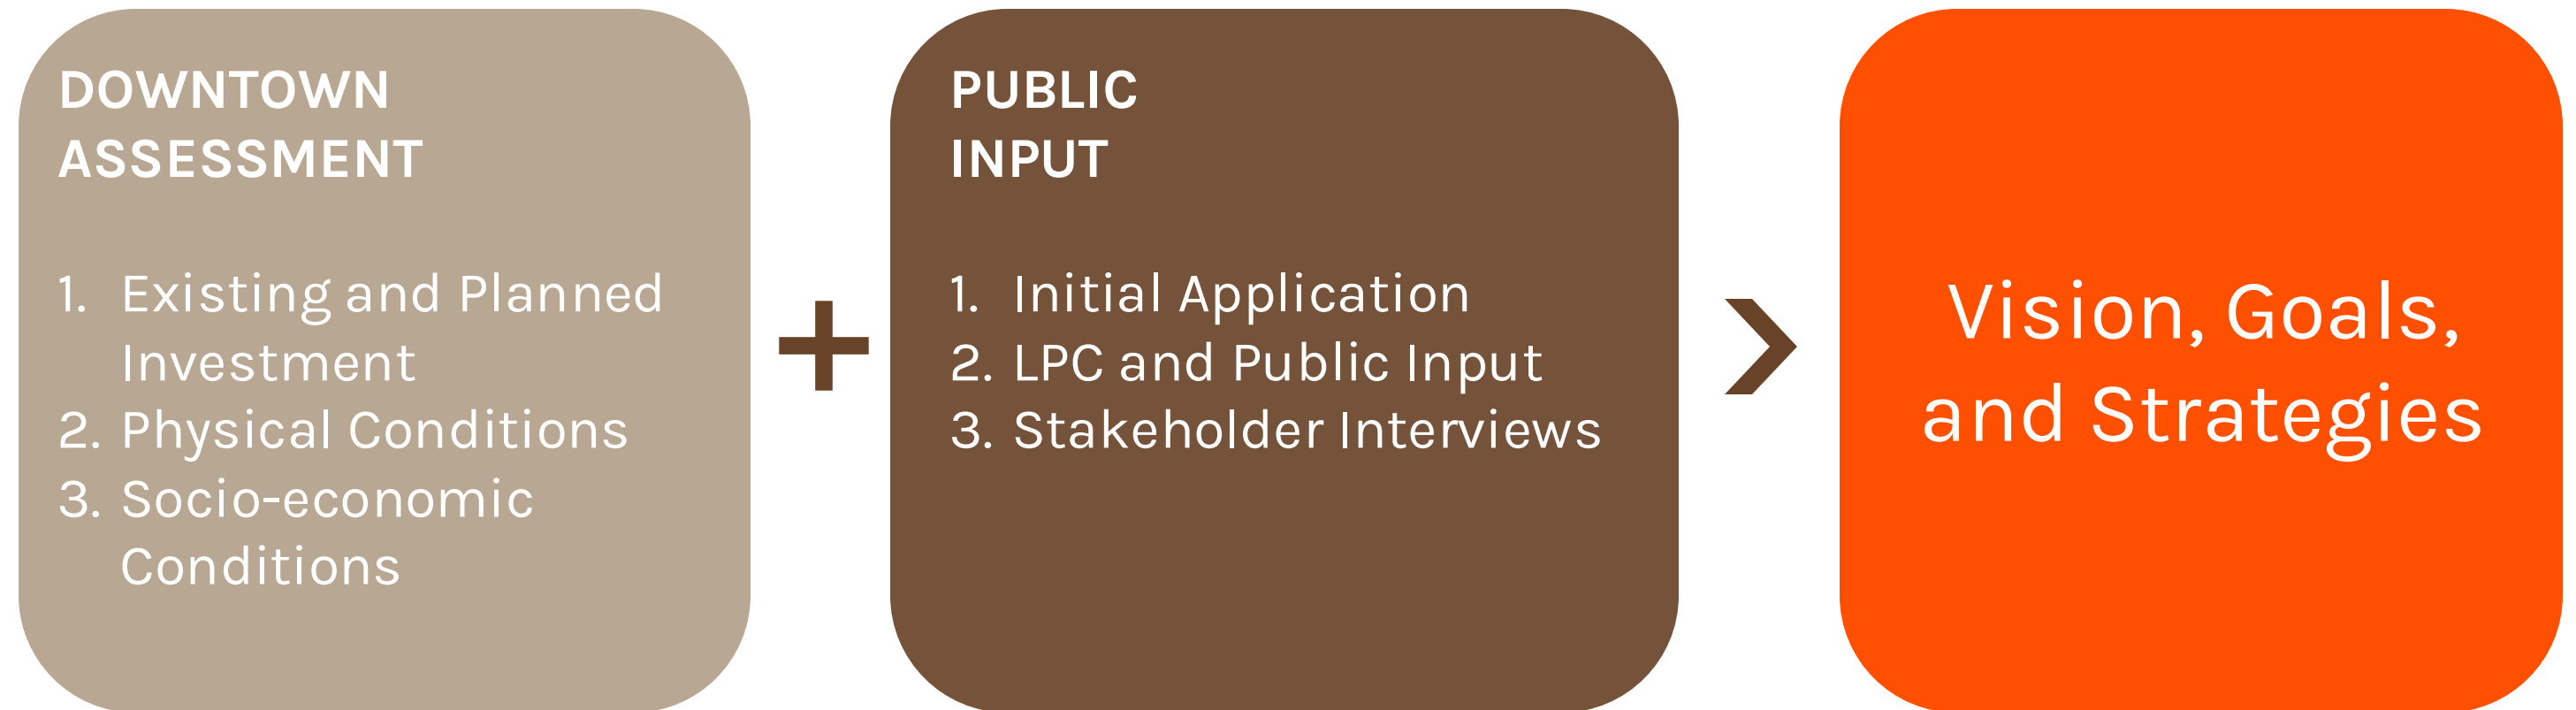 DOWNTOWN
ASSESSMENT
1. Existing and Planned
Investment
2. Physical Conditions
3. Socio-economic
Conditions
+
PUBLIC
INPUT
1. Initial Application
2. LPC and Public Input
3. Stakeholder Interviews
Vision, Goals,
and Strategies